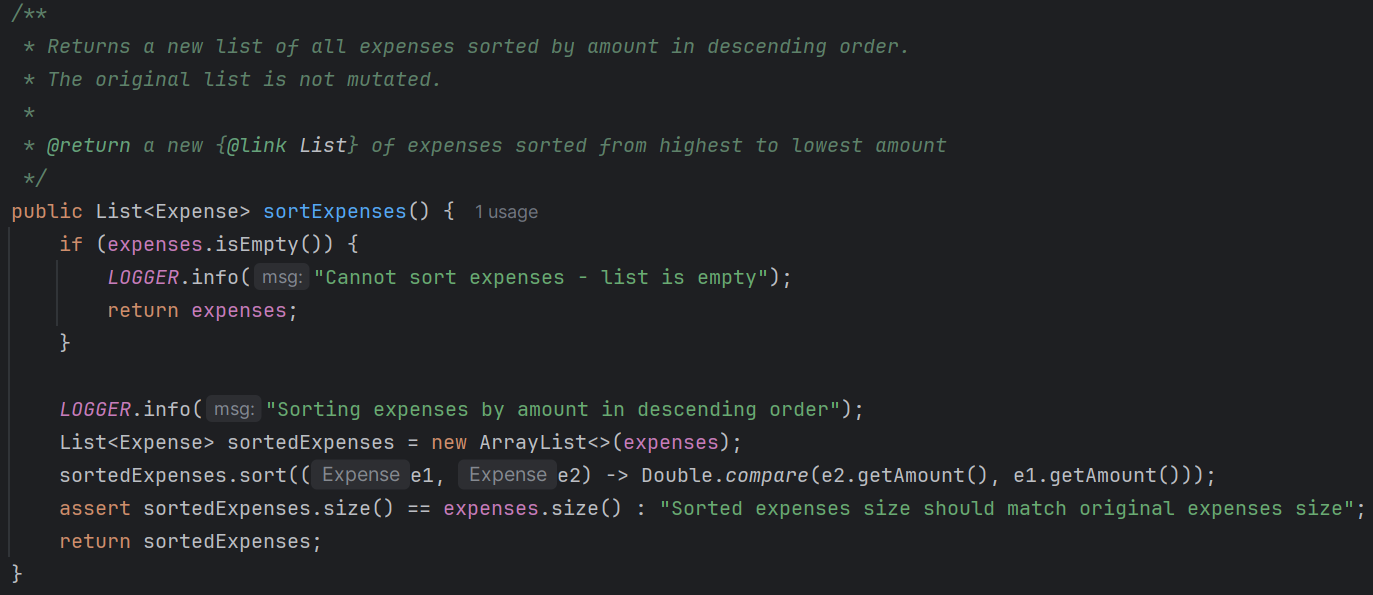 /**
 * Returns a new list of all expenses sorted by amount in descending order.
 * The original list is not mutated.
 *
 * @return a new {@link List} of expenses sorted from highest to lowest amount
 */
public List<Expense> sortExpenses() { 1 usage
    if (expenses.isEmpty()) {
        LOGGER.info( msg: "Cannot sort expenses - list is empty");
        return expenses;
    }

    LOGGER.info( msg: "Sorting expenses by amount in descending order");
    List<Expense> sortedExpenses = new ArrayList<>(expenses);
    sortedExpenses.sort(( Expense e1, Expense e2) -> Double.compare(e2.getAmount(), e1.getAmount()));
    assert sortedExpenses.size() == expenses.size() : "Sorted expenses size should match original expenses size";
    return sortedExpenses;
}